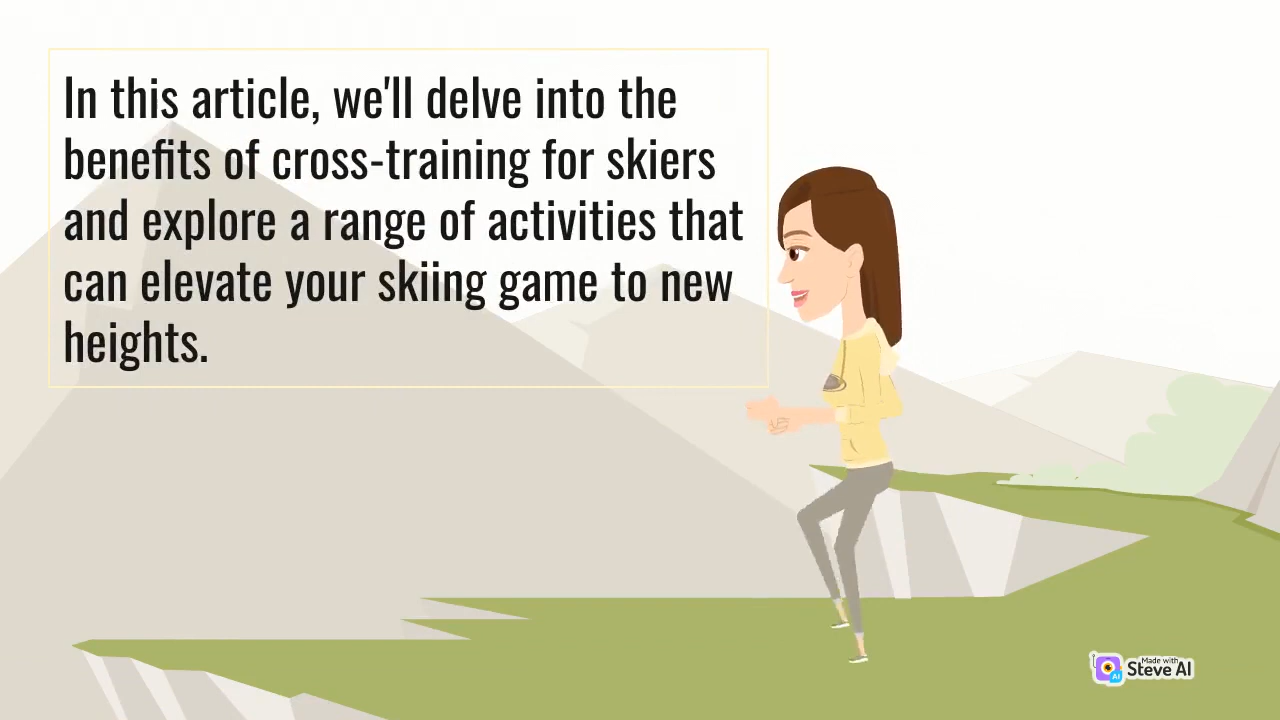 In this article, we'll delve into the
benefits of cross-training for skiers
and explore a range of activities that
can elevate your skiing game to new
heights.
Made with
Steve AI
AI